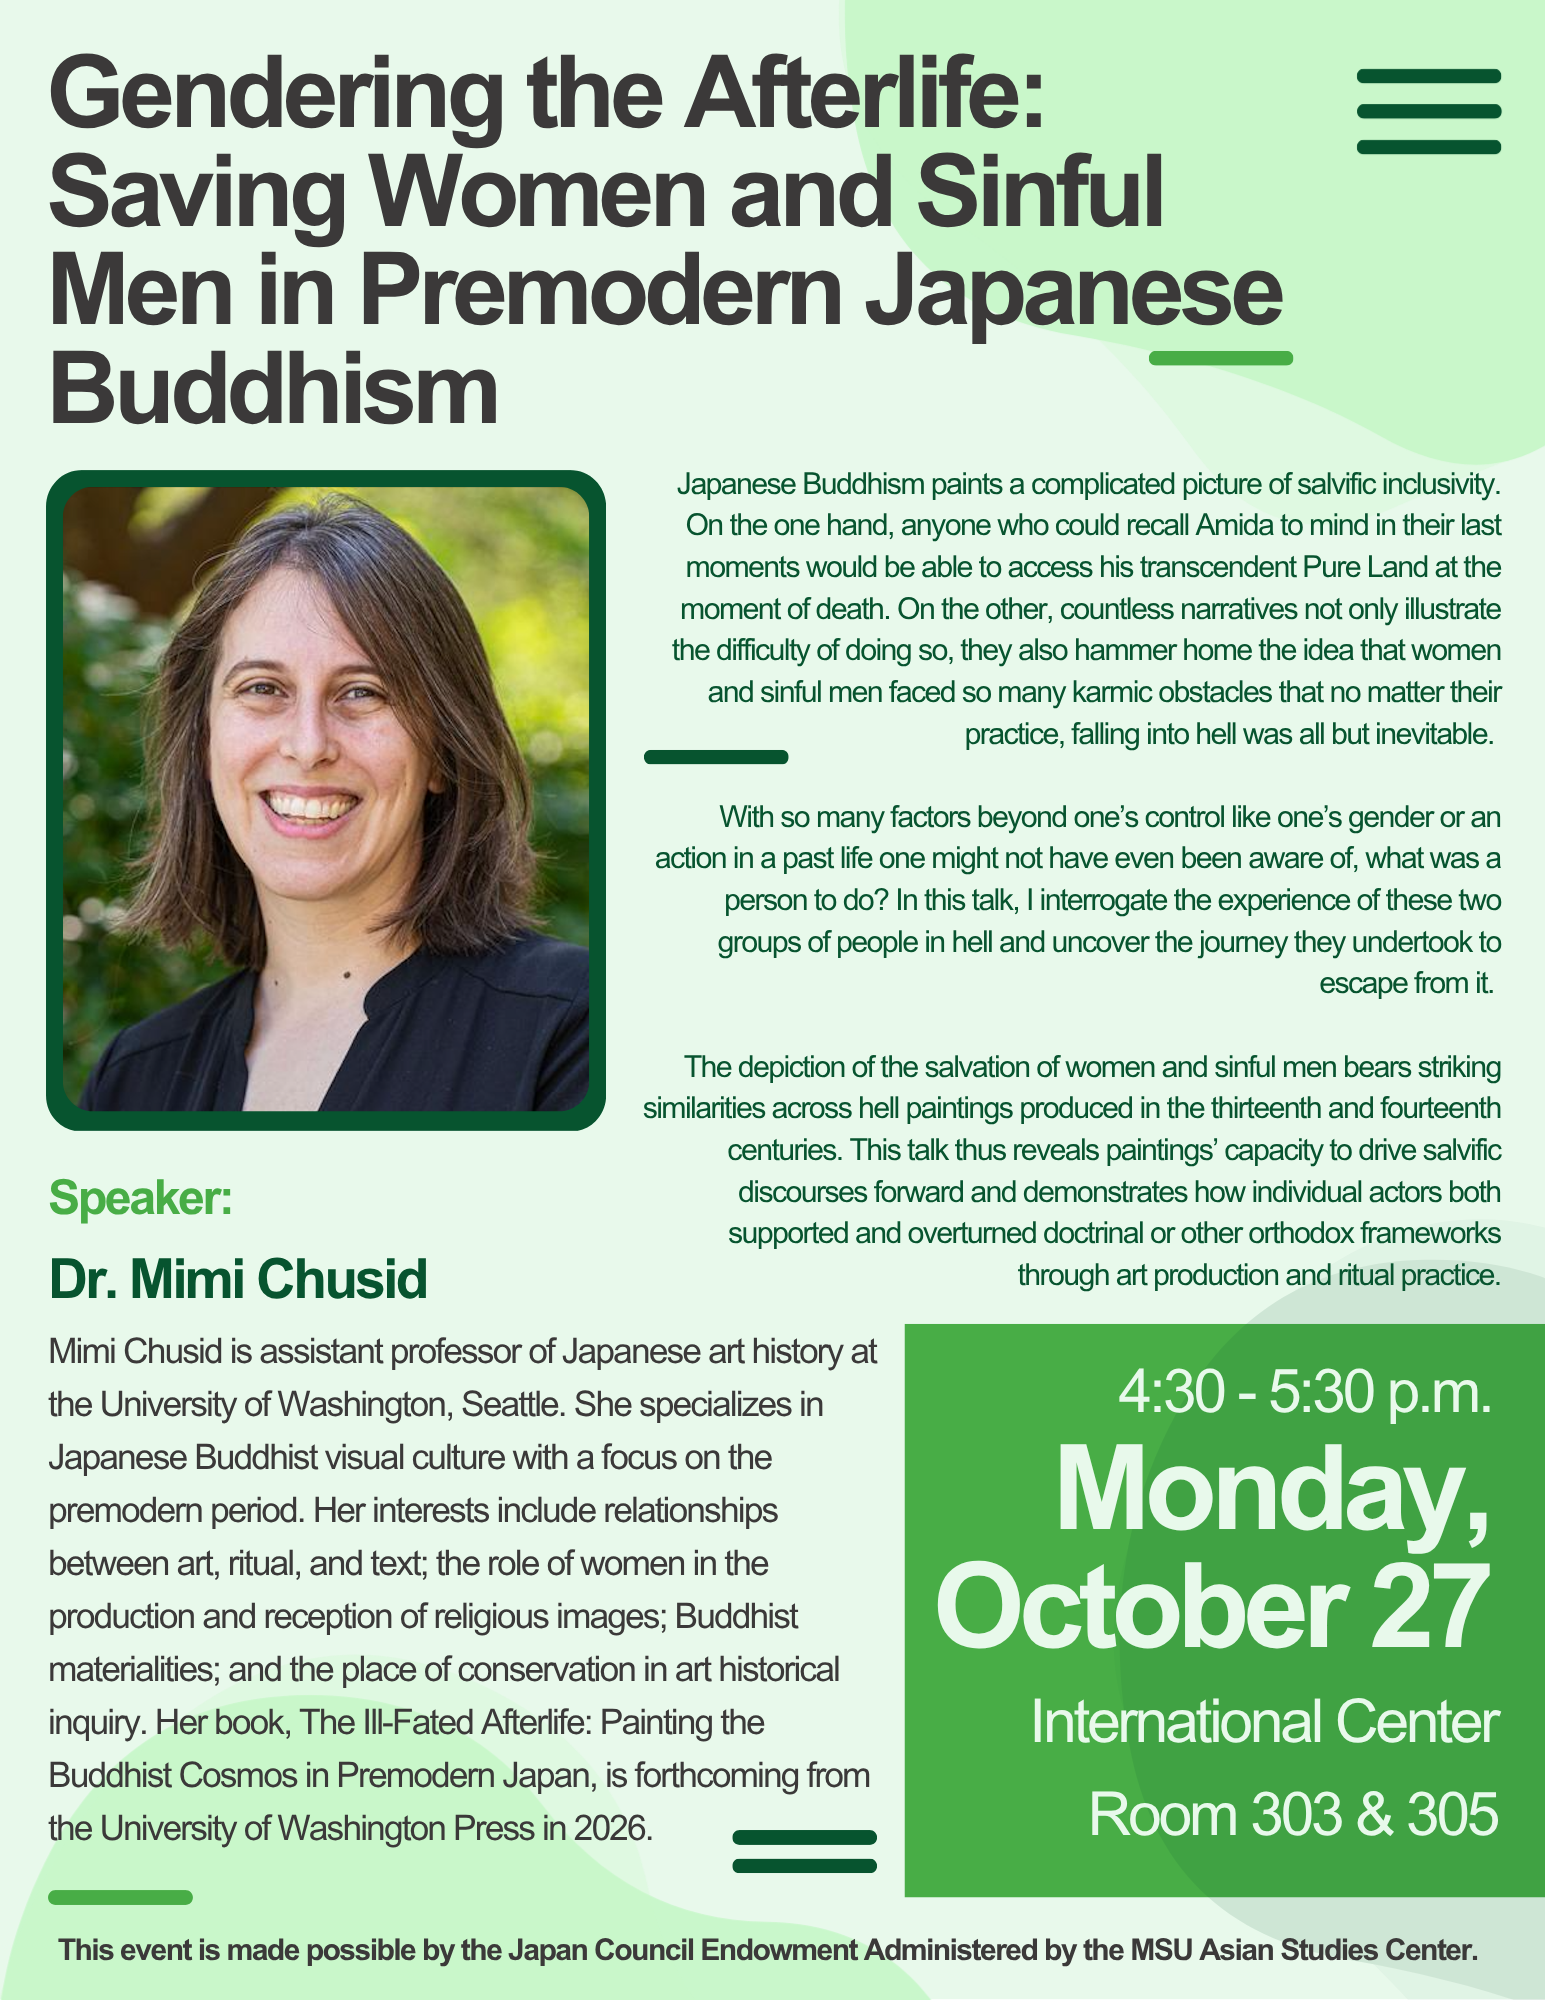 Gendering the Afterlife:
Saving Women and Sinful
Men in Premodern Japanese
Buddhism
Japanese Buddhism paints a complicated picture of salvific inclusivity.
On the one hand, anyone who could recall Amida to mind in their last
moments would be able to access his transcendent Pure Land at the
moment of death. On the other, countless narratives not only illustrate
the difficulty of doing so, they also hammer home the idea that women
and sinful men faced so many karmic obstacles that no matter their
practice, falling into hell was all but inevitable.
With so many factors beyond one’s control like one’s gender or an
action in a past life one might not have even been aware of, what was a
person to do? In this talk, I interrogate the experience of these two
groups of people in hell and uncover the journey they undertook to
escape from it.
The depiction of the salvation of women and sinful men bears striking
similarities across hell paintings produced in the thirteenth and fourteenth
centuries. This talk thus reveals paintings’ capacity to drive salvific
discourses forward and demonstrates how individual actors both
supported and overturned doctrinal or other orthodox frameworks
through art production and ritual practice.
Speaker:
Dr. Mimi Chusid
Mimi Chusid is assistant professor of Japanese art history at
the University of Washington, Seattle. She specializes in
Japanese Buddhist visual culture with a focus on the
premodern period. Her interests include relationships
between art, ritual, and text; the role of women in the
production and reception of religious images; Buddhist
materialities; and the place of conservation in art historical
inquiry. Her book, The Ill-Fated Afterlife: Painting the
Buddhist Cosmos in Premodern Japan, is forthcoming from
the University of Washington Press in 2026.
4:30 - 5:30 p.m.
Monday,
October 27
International Center
Room 303 & 305
This event is made possible by the Japan Council Endowment Administered by the MSU Asian Studies Center.